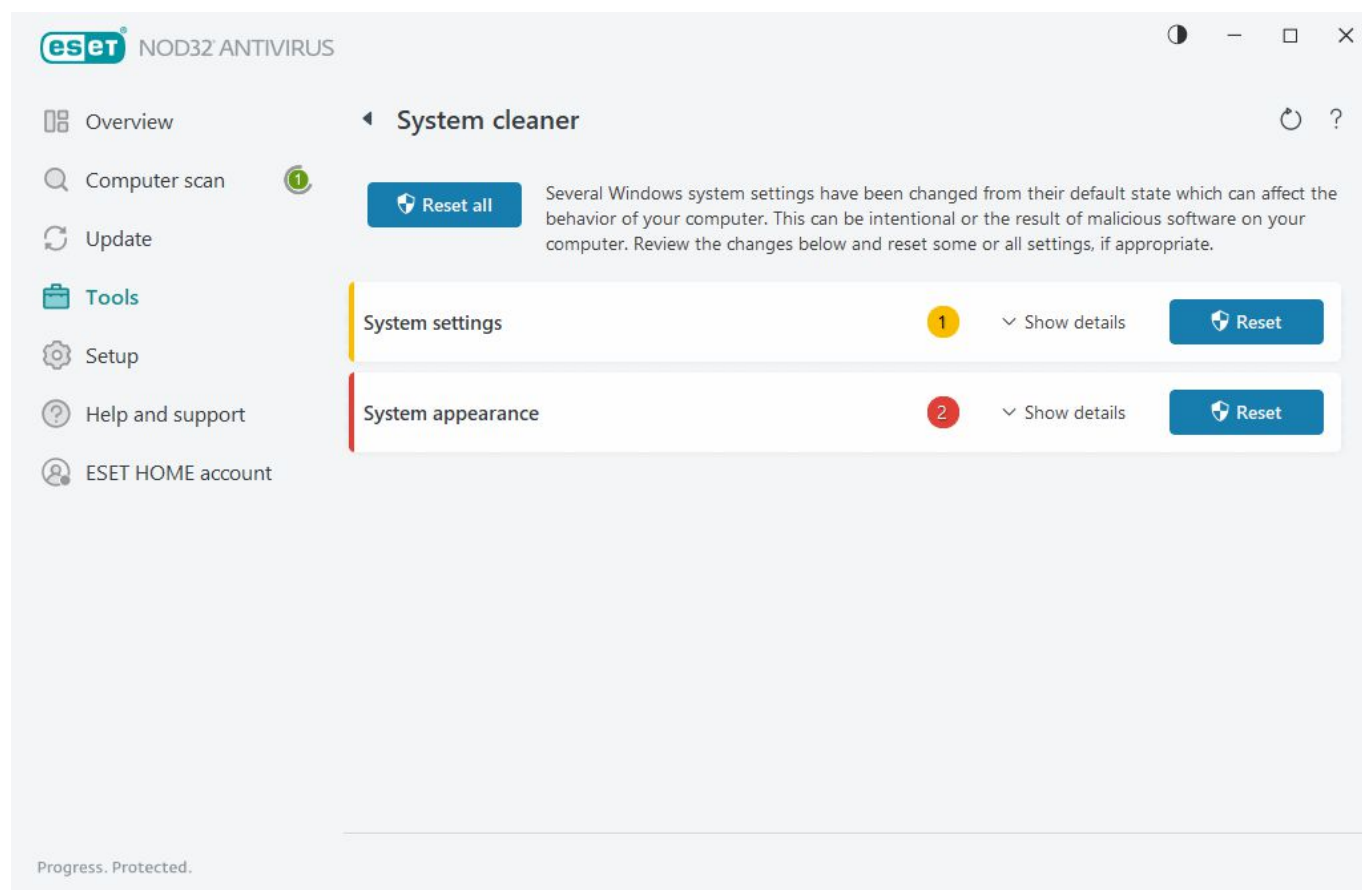 eset® NOD32® ANTIVIRUS
Overview
Computer scan 1
Update
Tools
Setup
Help and support
ESET HOME account
System cleaner ?
Reset all
Several Windows system settings have been changed from their default state which can affect the
behavior of your computer. This can be intentional or the result of malicious software on your
computer. Review the changes below and reset some or all settings, if appropriate.
System settings 1 Show details Reset
System appearance 2 Show details Reset
Progress. Protected.